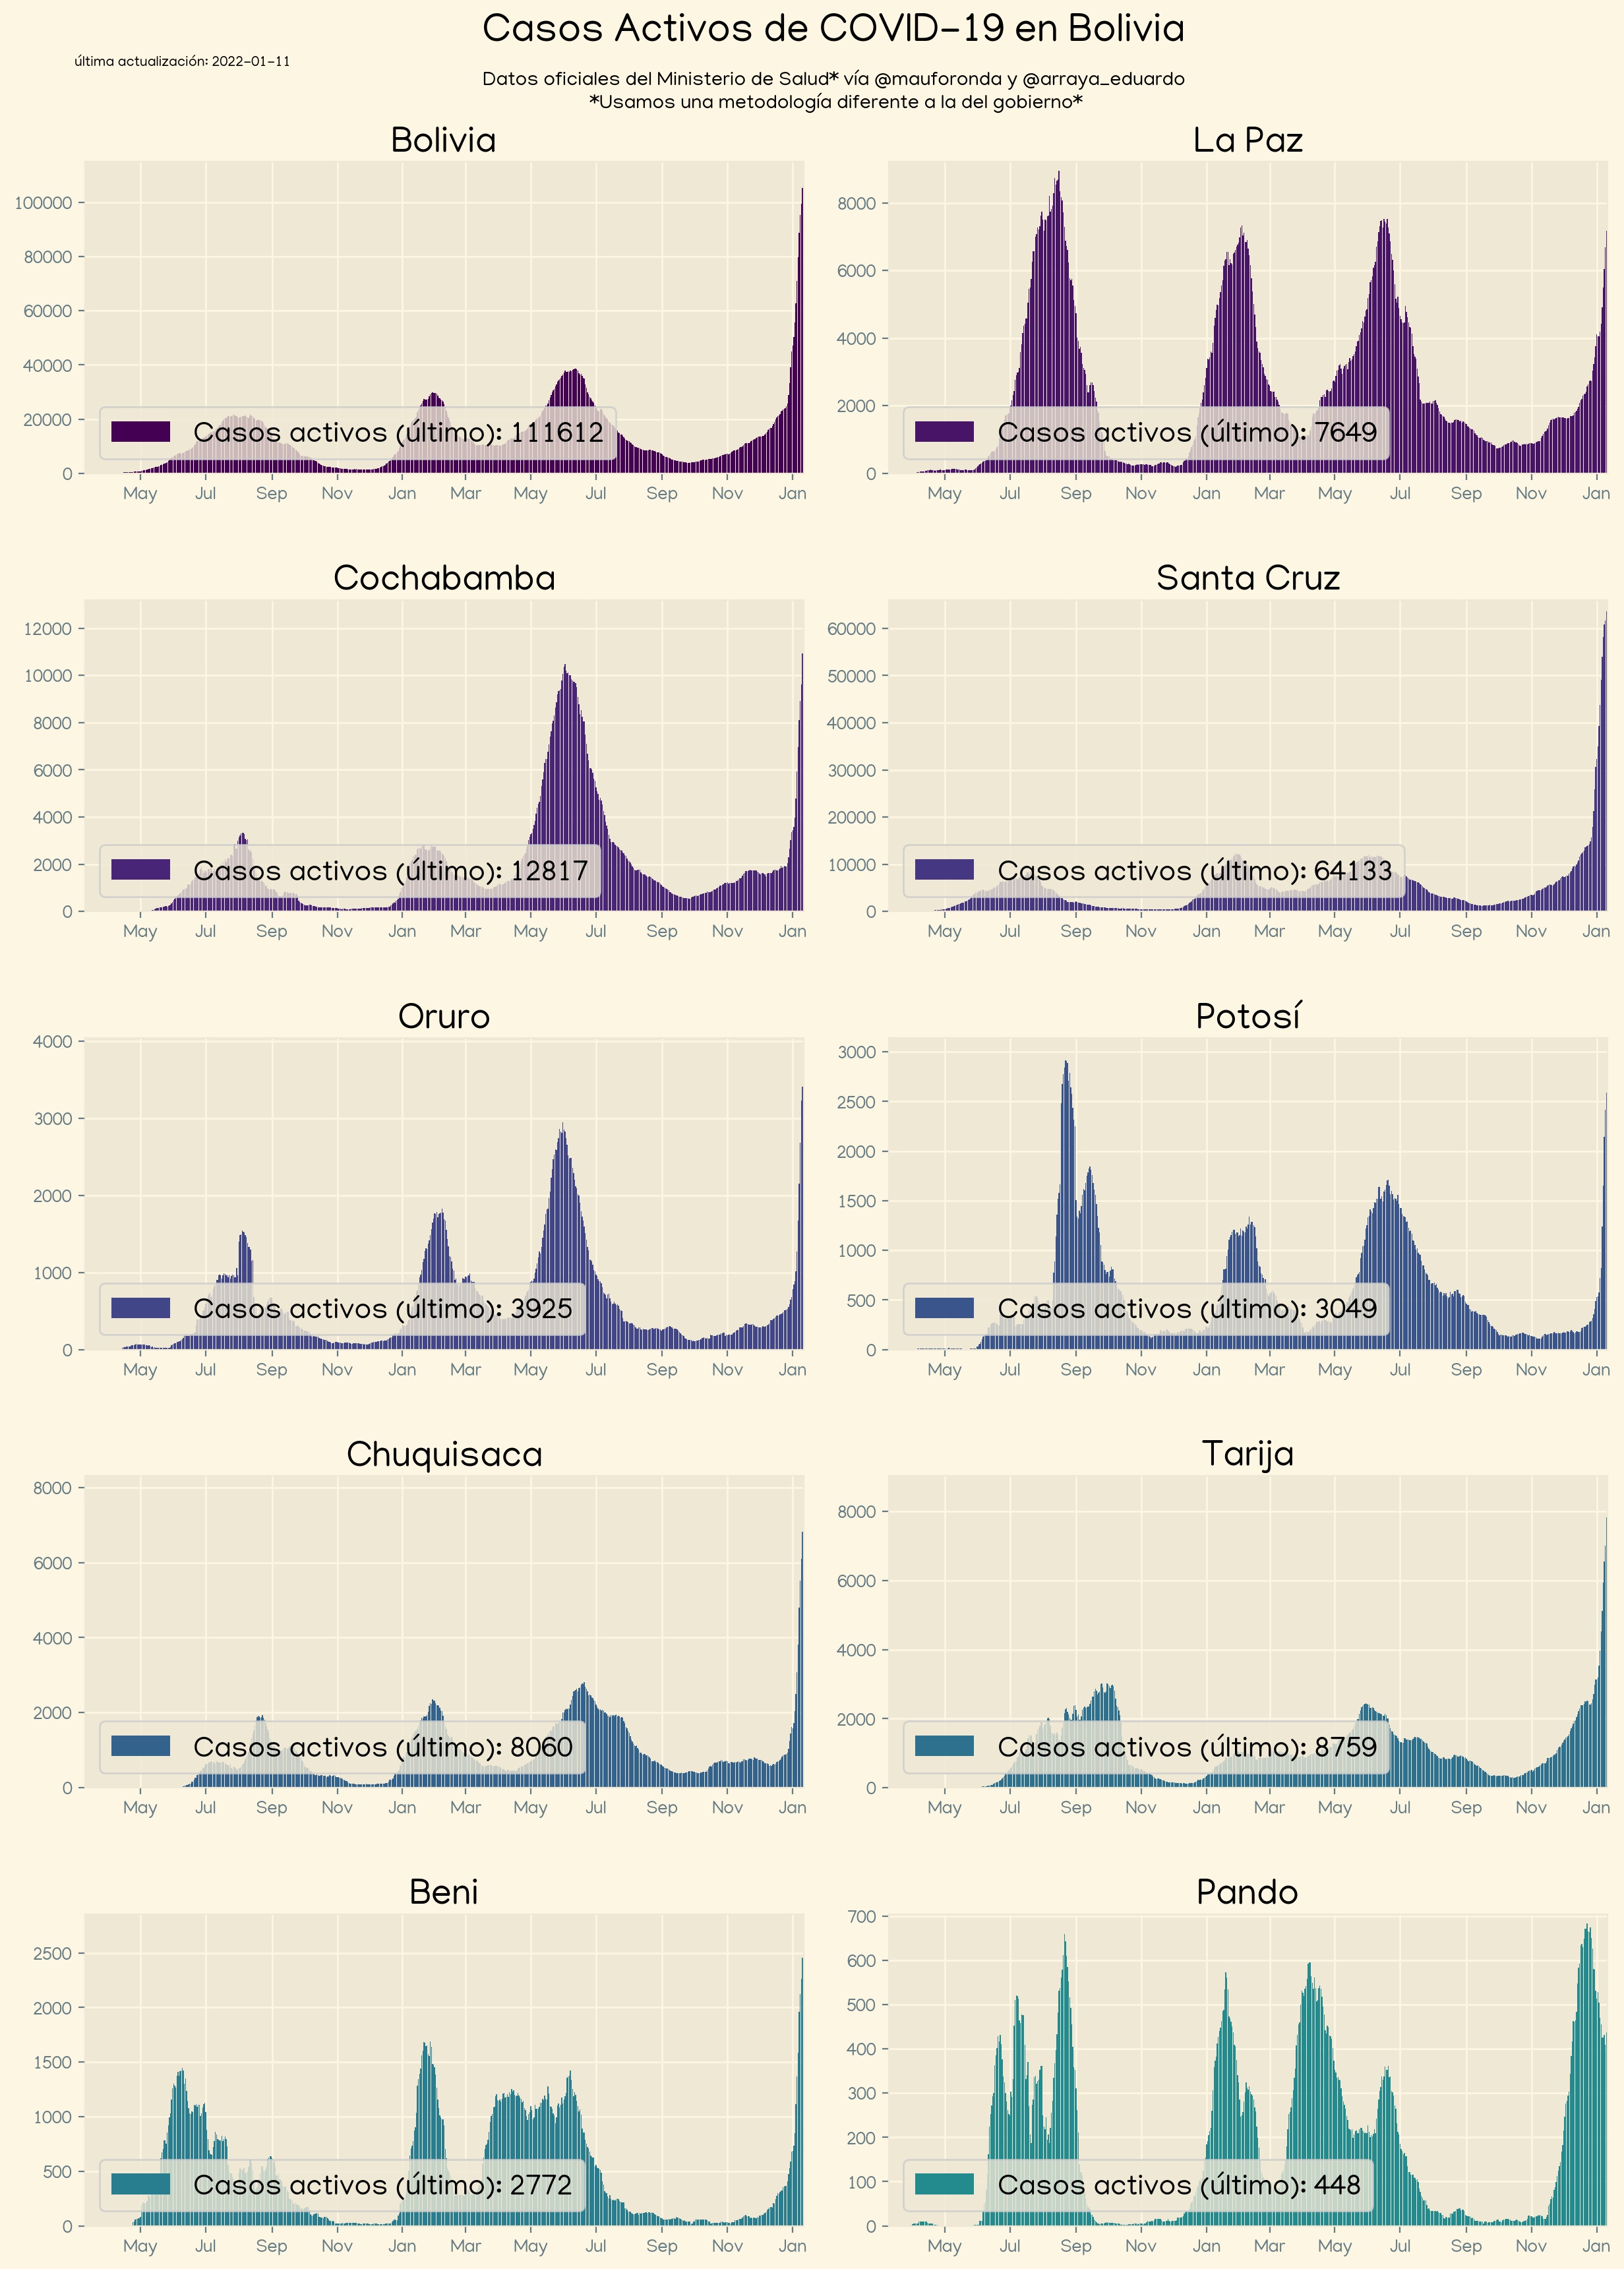 Casos Activos de COVID-19 en Bolivia
última actualización: 2022-01-11
Datos oficiales del Ministerio de Salud* vía @mauforonda y @arraya_eduardo
*Usamos una metodología diferente a la del gobierno*
Bolivia
100000
80000
60000
40000
20000
0
Casos activos (último): 111612
May Jul Sep Nov Jan Mar May Jul Sep Nov Jan
La Paz
8000
6000
4000
2000
0
Casos activos (último): 7649
May Jul Sep Nov Jan Mar May Jul Sep Nov Jan
Cochabamba
12000
10000
8000
6000
4000
2000
0
Casos activos (último): 12817
May Jul Sep Nov Jan Mar May Jul Sep Nov Jan
Santa Cruz
60000
50000
40000
30000
20000
10000
0
Casos activos (último): 64133
May Jul Sep Nov Jan Mar May Jul Sep Nov Jan
Oruro
4000
3000
2000
1000
0
Casos activos (último): 3925
May Jul Sep Nov Jan Mar May Jul Sep Nov Jan
Potosí
3000
2500
2000
1500
1000
500
0
Casos activos (último): 3049
May Jul Sep Nov Jan Mar May Jul Sep Nov Jan
Chuquisaca
8000
6000
4000
2000
0
Casos activos (último): 8060
May Jul Sep Nov Jan Mar May Jul Sep Nov Jan
Tarija
8000
6000
4000
2000
0
Casos activos (último): 8759
May Jul Sep Nov Jan Mar May Jul Sep Nov Jan
Beni
2500
2000
1500
1000
500
0
Casos activos (último): 2772
May Jul Sep Nov Jan Mar May Jul Sep Nov Jan
Pando
700
600
500
400
300
200
100
0
Casos activos (último): 448
May Jul Sep Nov Jan Mar May Jul Sep Nov Jan